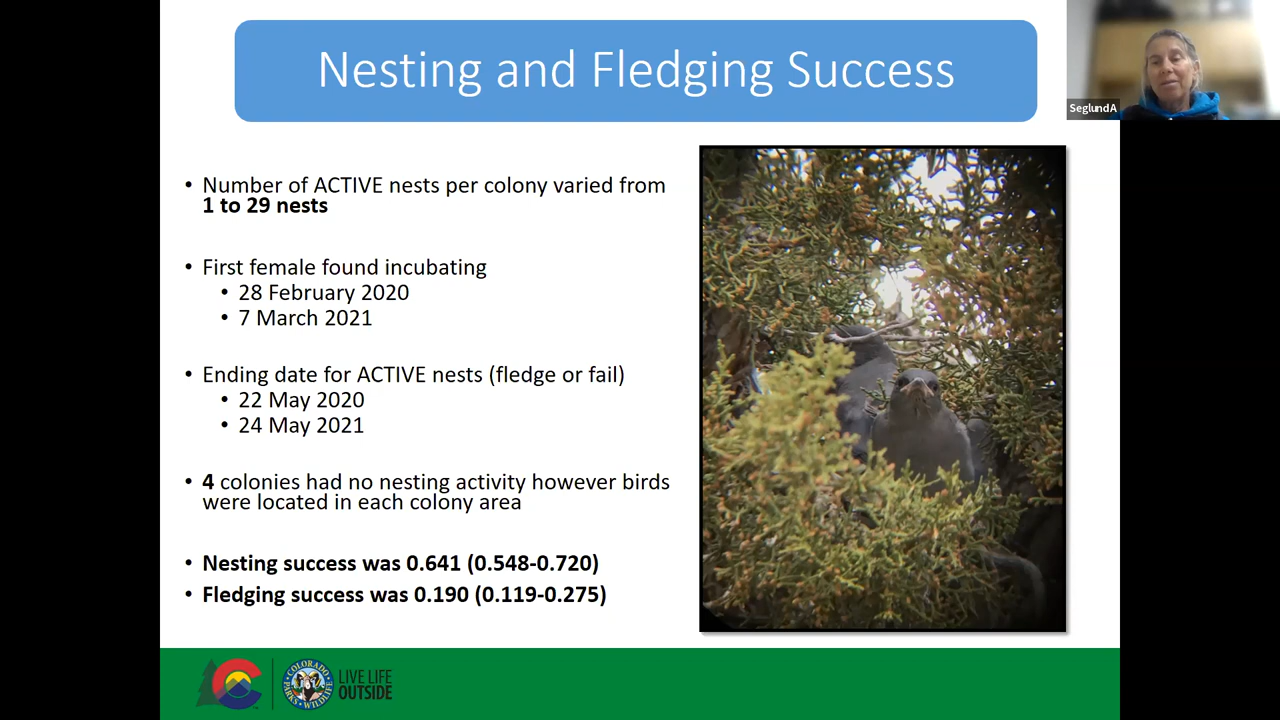 Nesting and Fledging Success
SeglundA
• Number of ACTIVE nests per colony varied from
1 to 29 nests
• First female found incubating
• 28 February 2020
• 7 March 2021
• Ending date for ACTIVE nests (fledge or fail)
• 22 May 2020
• 24 May 2021
• 4 colonies had no nesting activity however birds
were located in each colony area
• Nesting success was 0.641 (0.548-0.720)
• Fledging success was 0.190 (0.119-0.275)
COLORADO
PARKS & WILDLIFE
LIVE LIFE
OUTSIDE